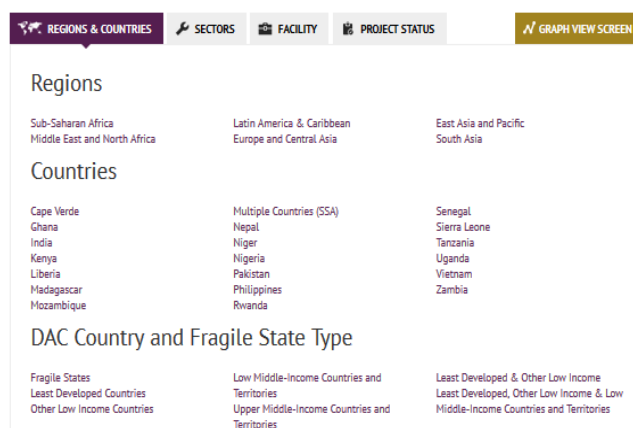 REGIONS & COUNTRIES
SECTORS
FACILITY
PROJECT STATUS
GRAPH VIEW SCREEN
Regions
Sub-Saharan Africa
Latin America & Caribbean
East Asia and Pacific
Middle East and North Africa
Europe and Central Asia
South Asia
Countries
Cape Verde
Multiple Countries (SSA)
Senegal
Ghana
Nepal
Sierra Leone
India
Niger
Tanzania
Kenya
Nigeria
Uganda
Liberia
Pakistan
Vietnam
Madagascar
Philippines
Zambia
Mozambique
Rwanda
DAC Country and Fragile State Type
Fragile States
Low Middle-Income Countries and
Least Developed & Other Low Income
Least Developed Countries
Territories
Least Developed, Other Low Income & Low
Other Low Income Countries
Upper Middle-Income Countries and
Middle-Income Countries and Territories
Territories